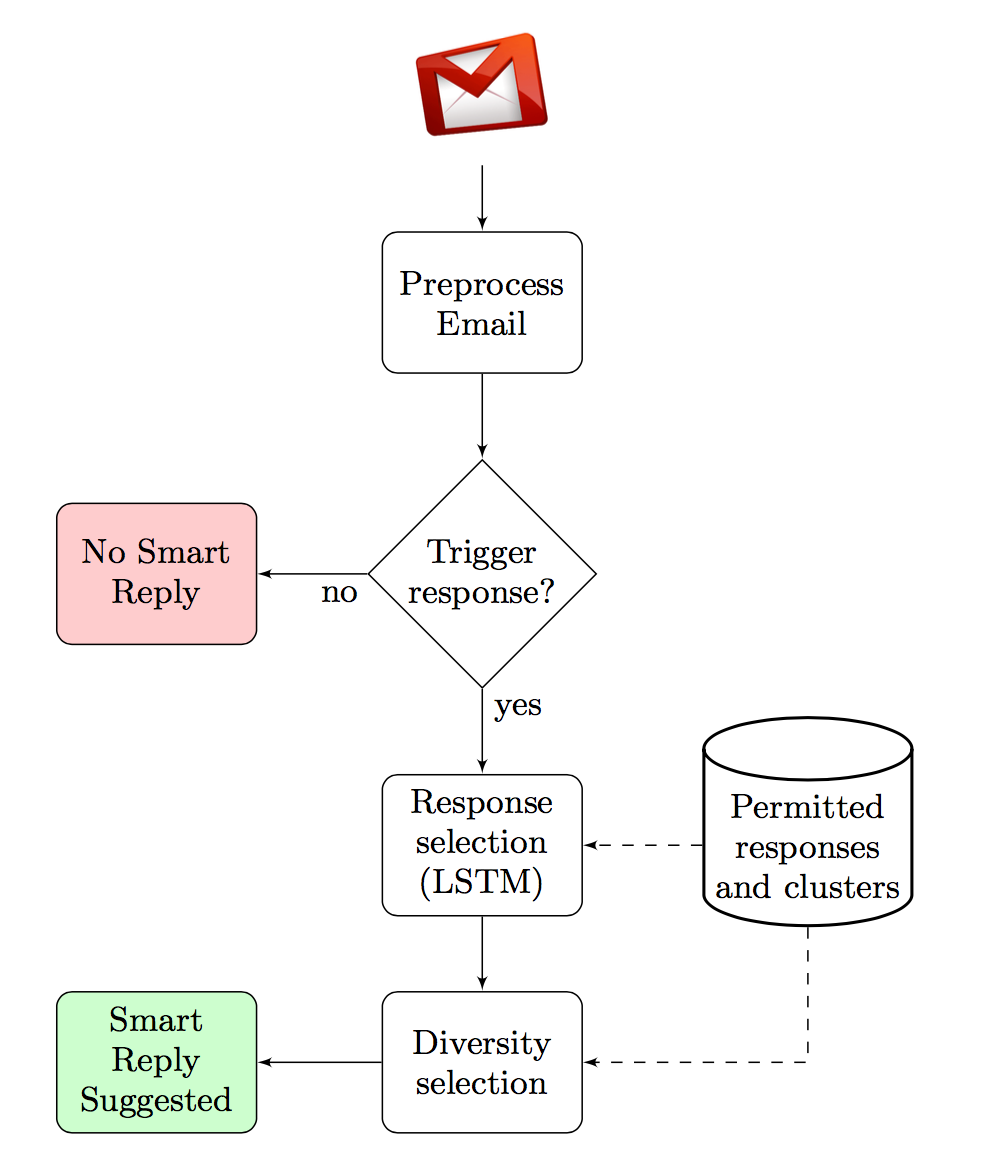 Preprocess
Email
Trigger
response?
No Smart
Reply
no
yes
Response
selection
(LSTM)
Permitted
responses
and clusters
Diversity
selection
Smart
Reply
Suggested